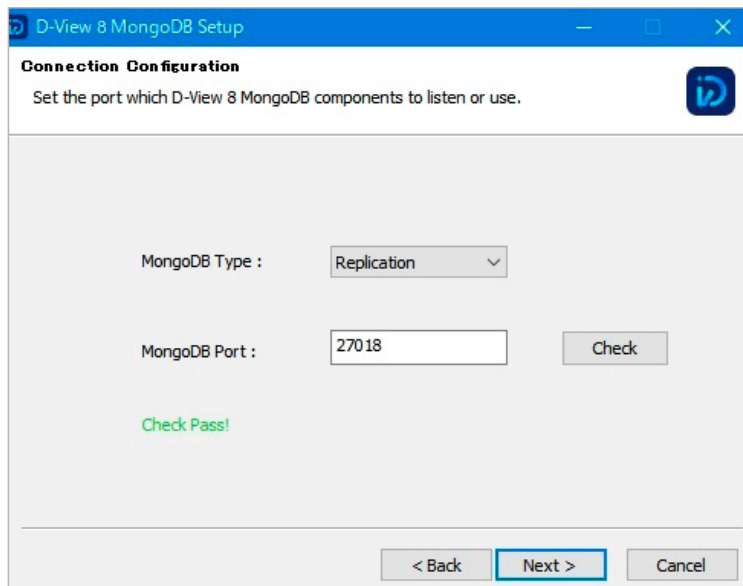 D-View 8 MongoDB Setup
Connection Configuration
Set the port which D-View 8 MongoDB components to listen or use.
MongoDB Type : Replication
MongoDB Port : 27018 Check
Check Pass!
< Back Next > Cancel